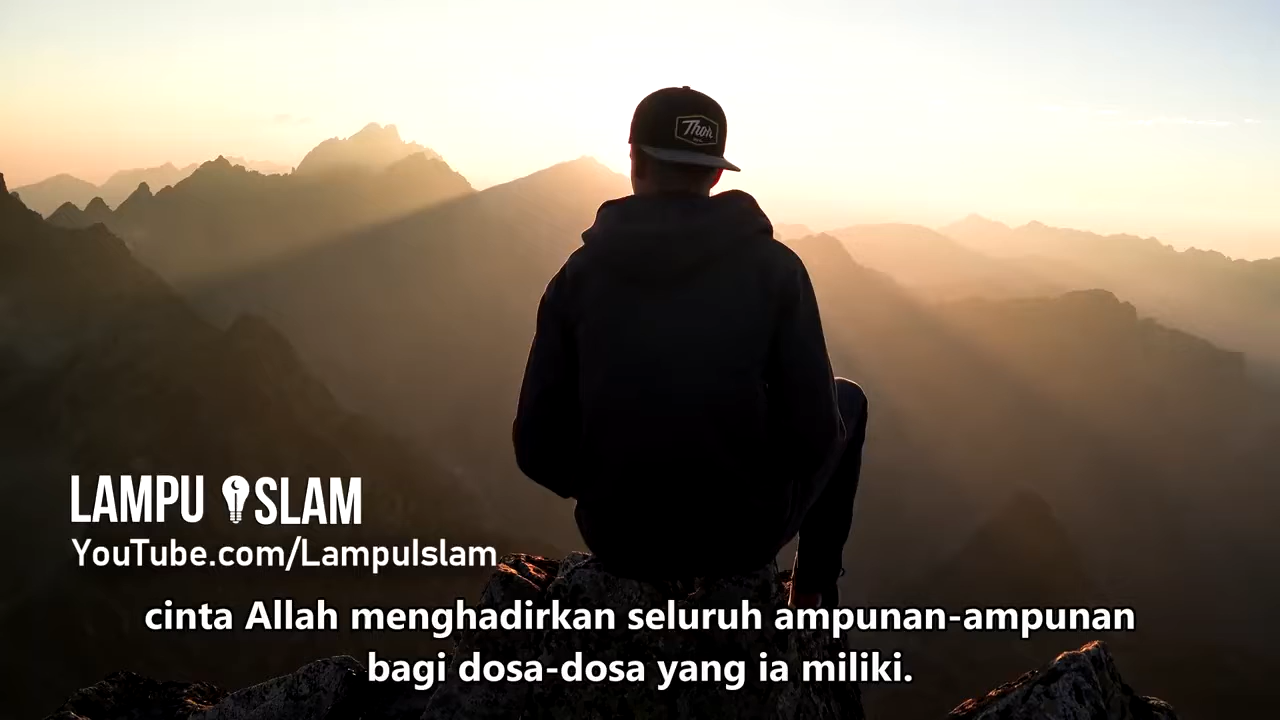 Thor
LAMPU ISLAM
YouTube.com/LampuIslam
cinta Allah menghadirkan seluruh ampunan-ampunan
bagi dosa-dosa yang ia miliki.